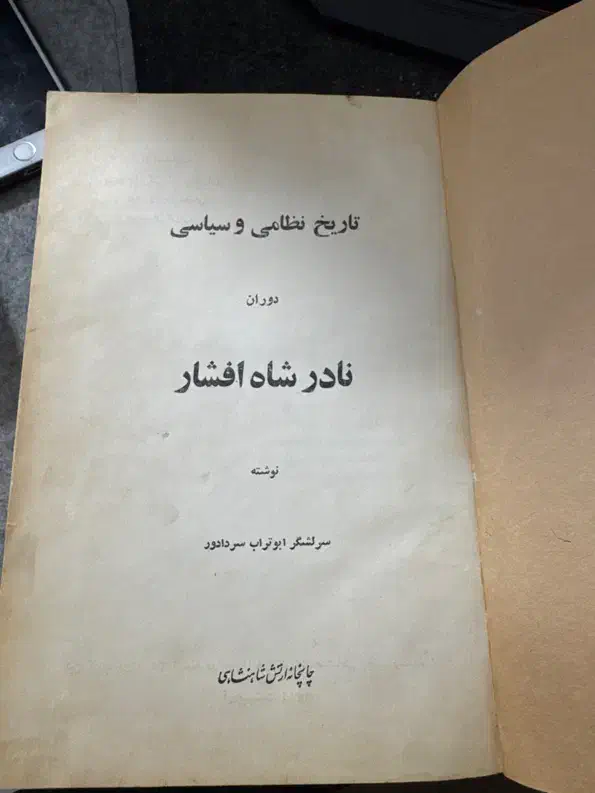 تاریخ نظامی و سیاسی
دوران
نادر شاه افشار
نوشته
سرلشگر ابوتراب سردادور
چاپخانه ارتش شاهنشاهی